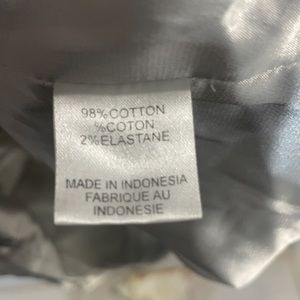 98%COTTON
%COTON
2%ELASTANE
MADE IN INDONESIA
FABRIQUE AU
INDONESIE